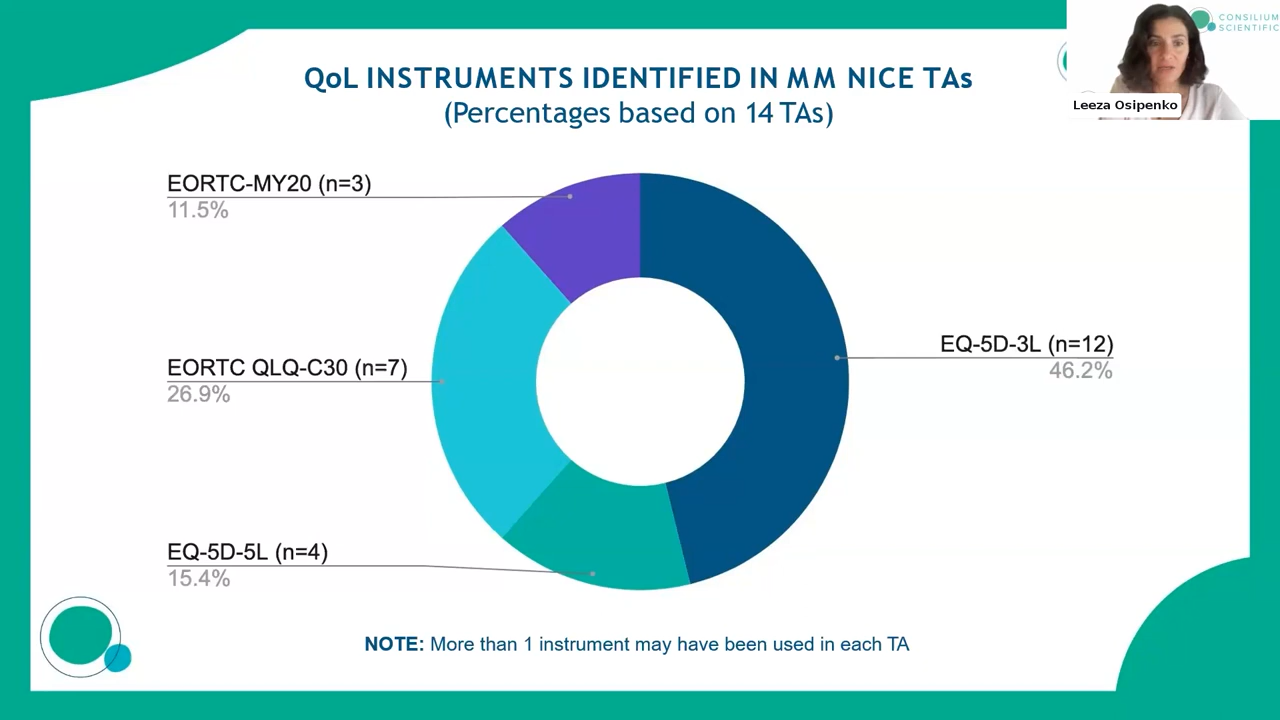 QoL INSTRUMENTS IDENTIFIED IN MM NICE TAs
(Percentages based on 14 TAs)
CONSILIUM
SCIENTIFIC
Leeza Osipenko
EORTC-MY20 (n=3)
11.5%
EORTC QLQ-C30 (n=7)
26.9%
EQ-5D-5L (n=4)
15.4%
EQ-5D-3L (n=12)
46.2%
NOTE: More than 1 instrument may have been used in each TA